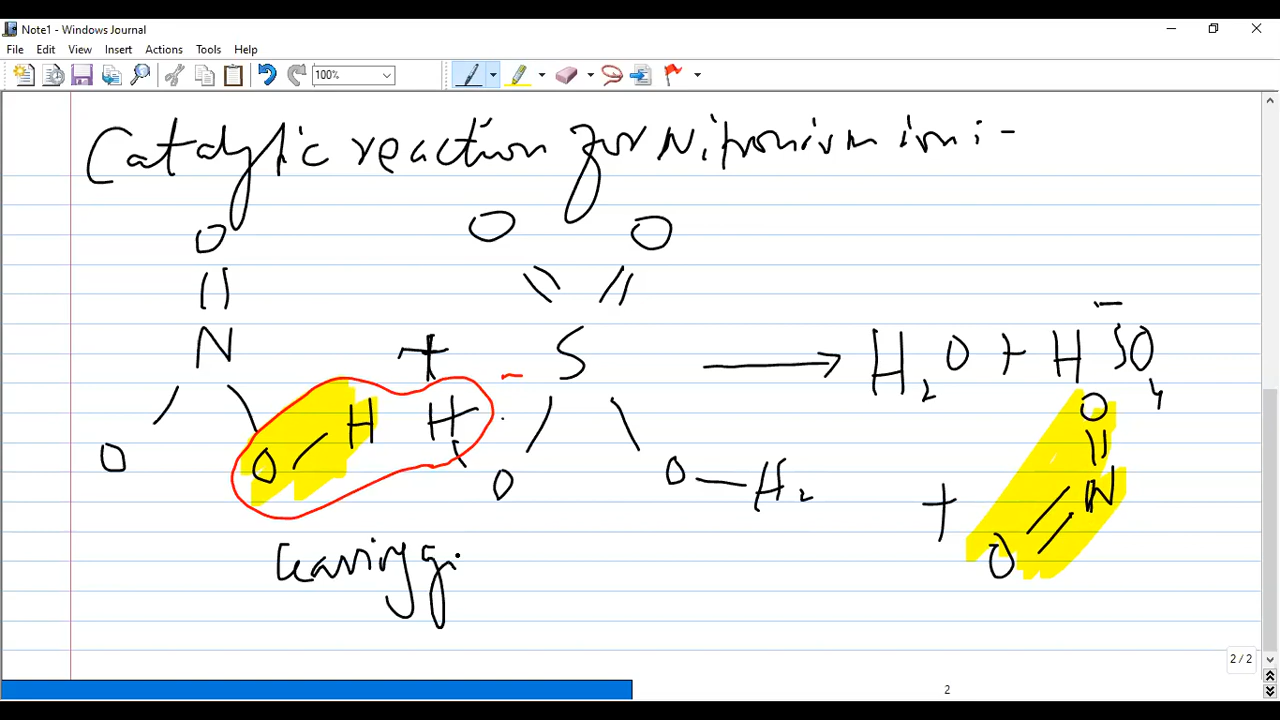 Note1 - Windows Journal
File Edit View Insert Actions Tools Help
100%
Catalytic reaction for Nitronium ion : -
O O O
N + S → H2O + HSO4 -
O O - H H O O - H2 + O N O
Leaving g
2 / 2
2